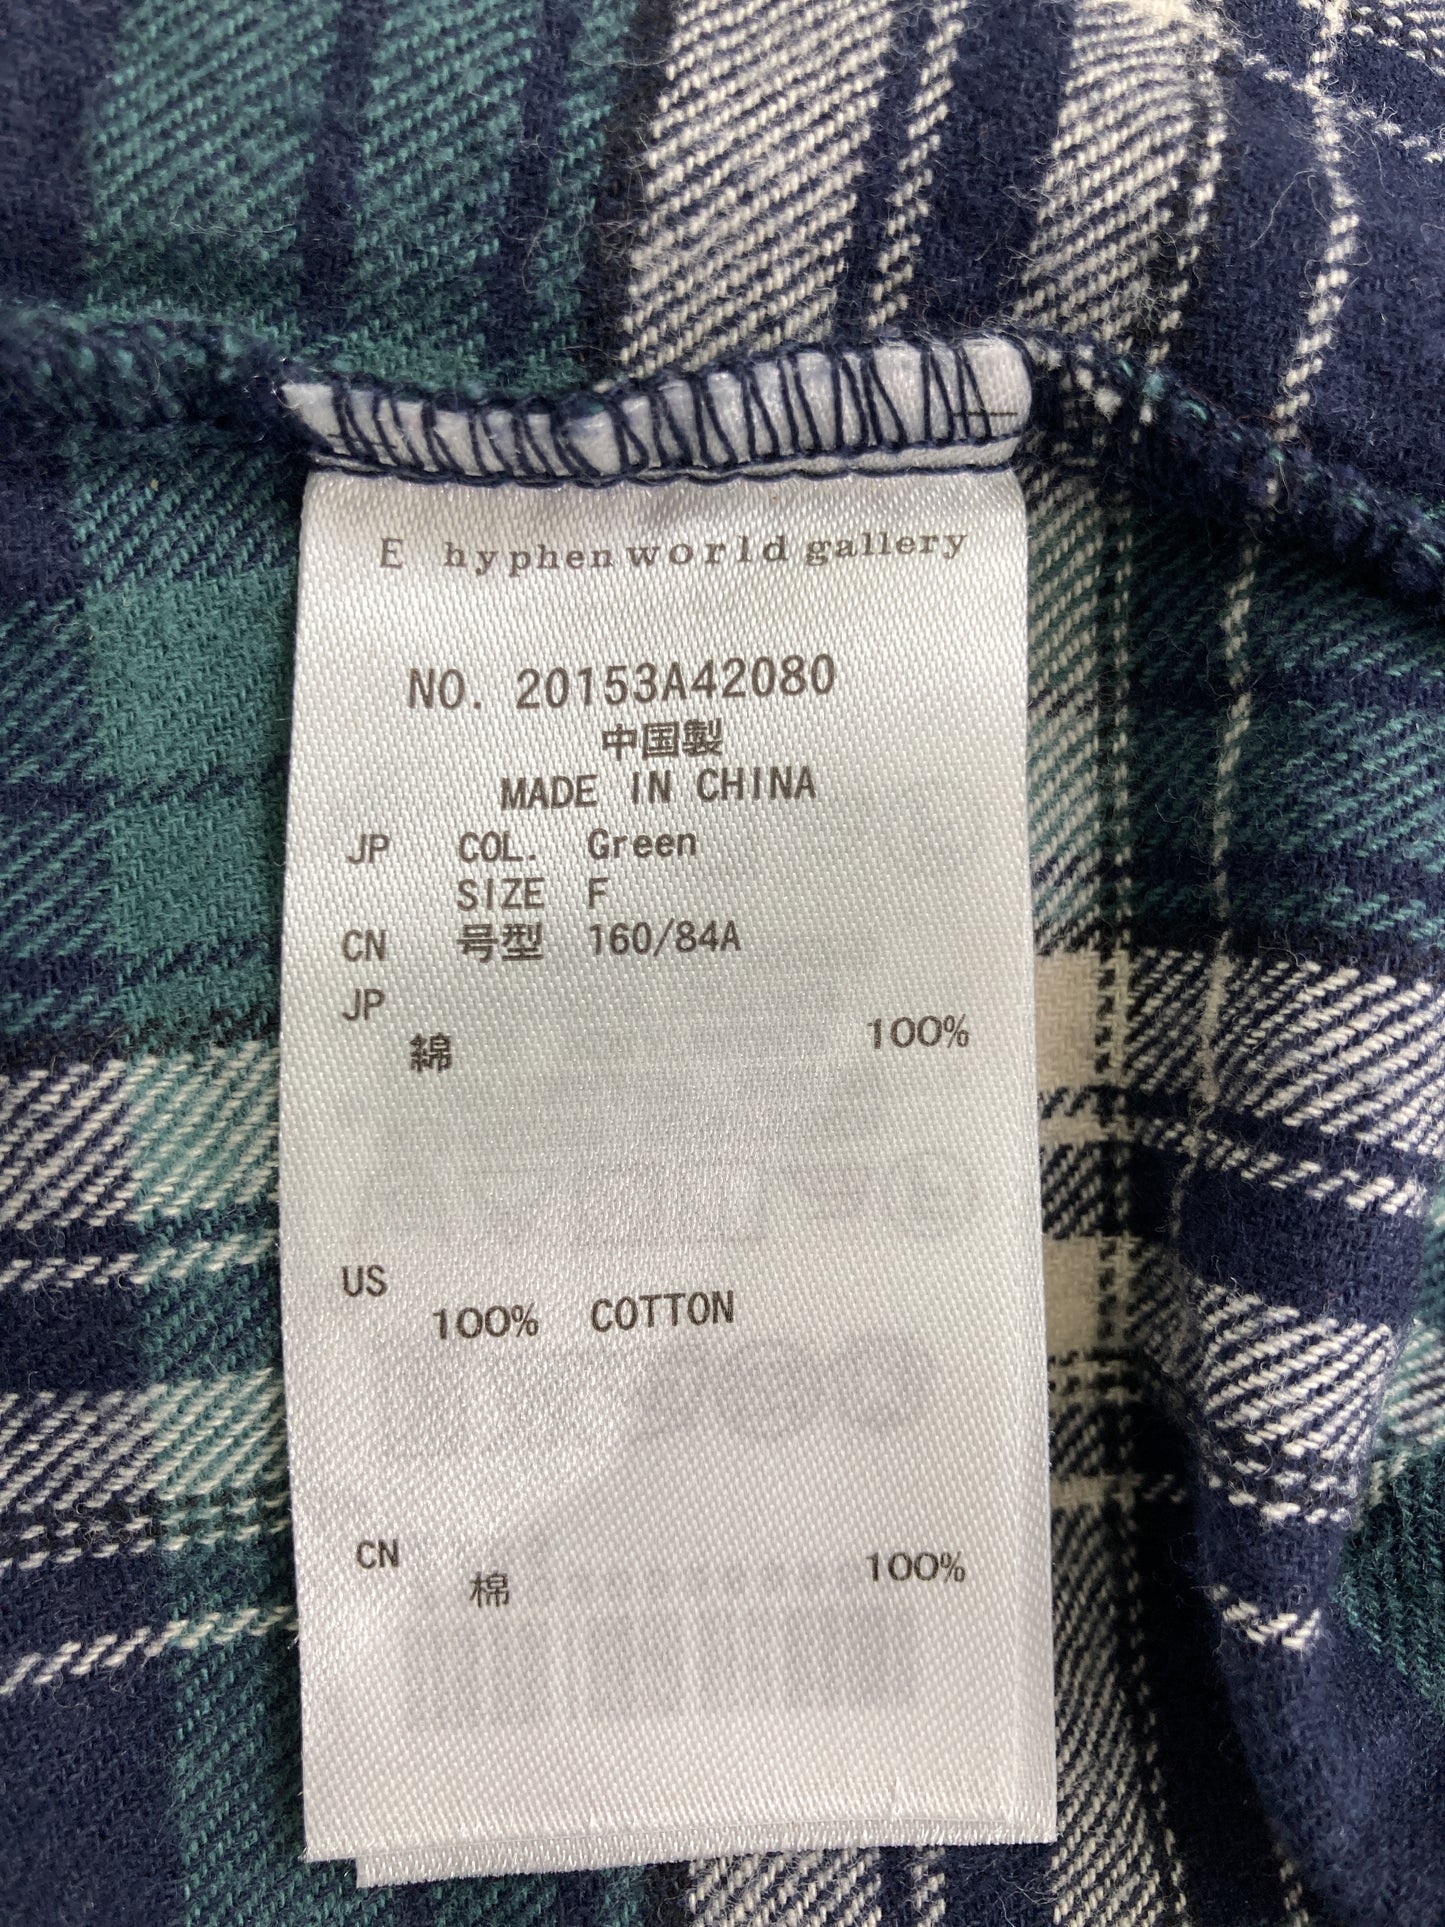 E hyphen world gallery
NO. 20153A42080
中国製
MADE IN CHINA
JP COL. Green
SIZE F
CN 号型 160/84A
JP
綿 100%
US
100% COTTON
CN
棉 100%